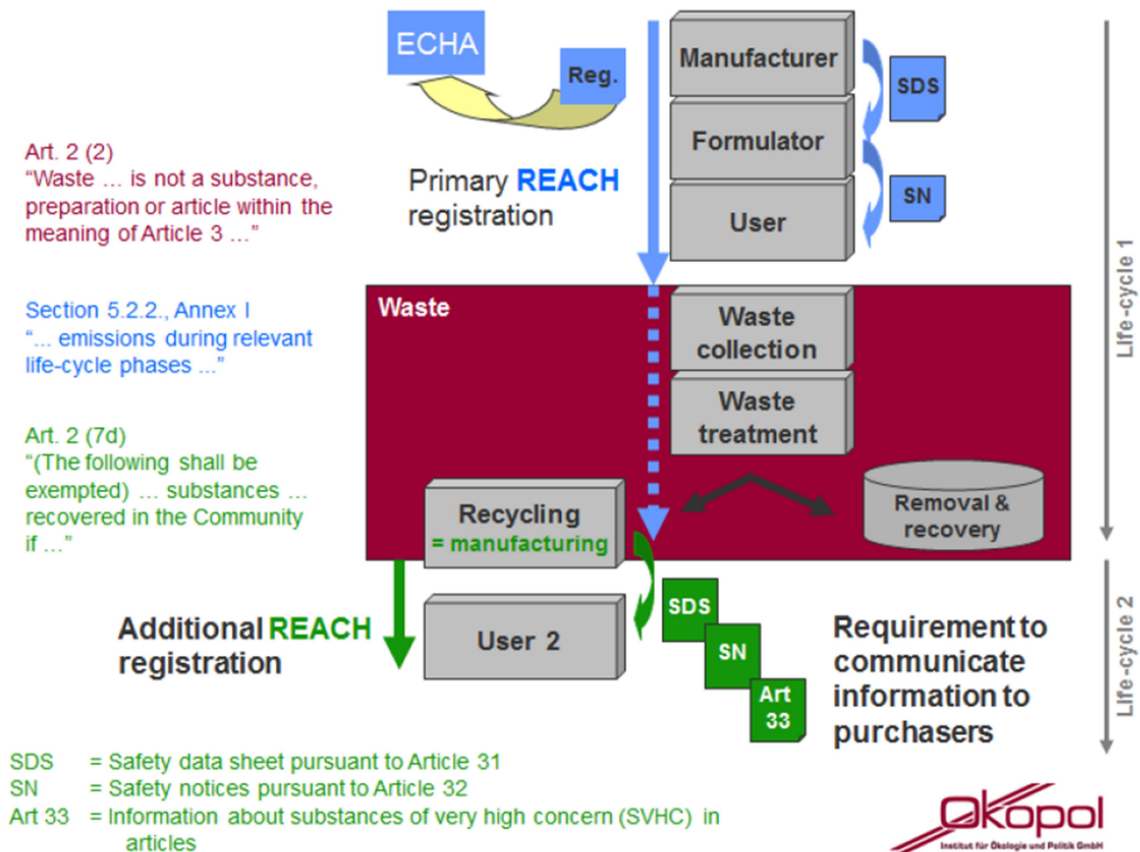 ECHA
Reg.
Manufacturer
SDS
Formulator
SN
User
Primary REACH
registration
Art. 2 (2)
“Waste ... is not a substance,
preparation or article within the
meaning of Article 3 ...”
Section 5.2.2., Annex I
“... emissions during relevant
life-cycle phases ...”
Art. 2 (7d)
“(The following shall be
exempted) ... substances ...
recovered in the Community
if ...”
Life-cycle 1
Waste
Waste
collection
Waste
treatment
Removal &
recovery
Recycling
= manufacturing
Additional REACH
registration
User 2
SDS
SN
Art
33
Requirement to
communicate
information to
purchasers
Life-cycle 2
SDS = Safety data sheet pursuant to Article 31
SN = Safety notices pursuant to Article 32
Art 33 = Information about substances of very high concern (SVHC) in
articles
Ökopol
Institut für Ökologie und Politik GmbH